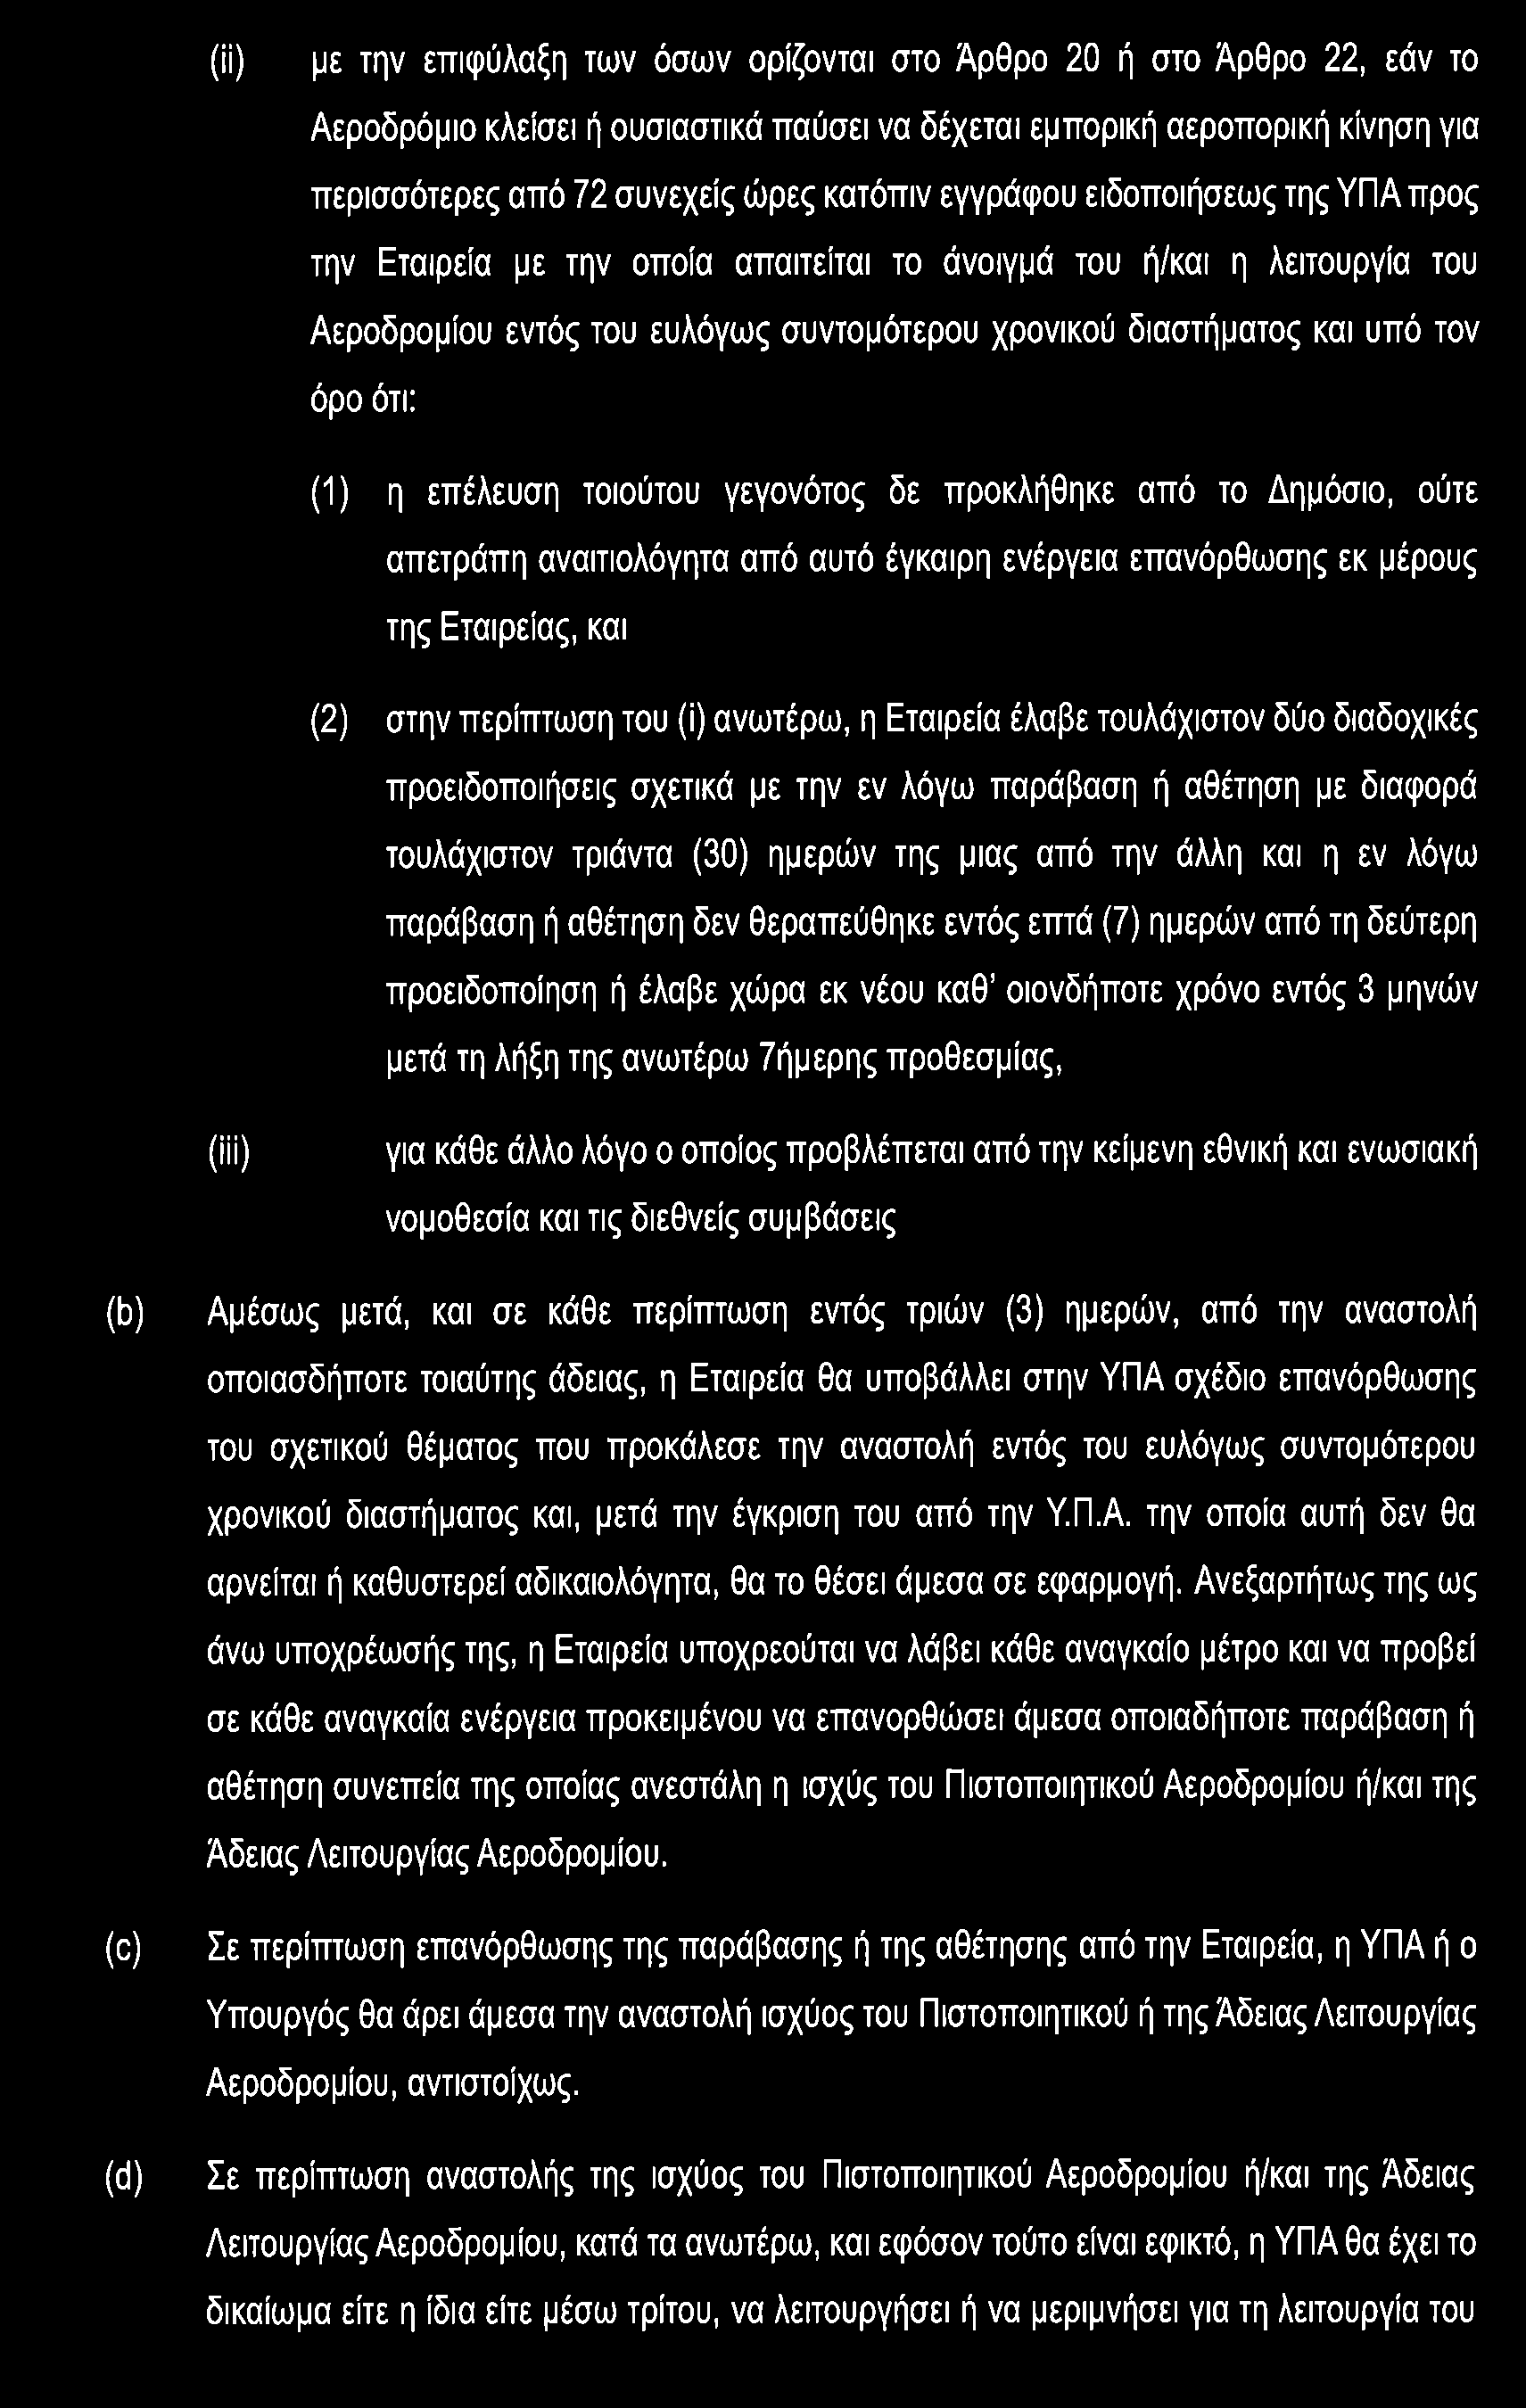 (ii) με την επιφύλαξη των όσων ορίζονται στο Άρθρο 20 ή στο Άρθρο 22, εάν το
Αεροδρόμιο κλείσει ή ουσιαστικά παύσει να δέχεται εμπορική αεροπορική κίνηση για
περισσότερες από 72 συνεχείς ώρες κατόπιν εγγράφου ειδοποιήσεως της ΥΠΑ προς
την Εταιρεία με την οποία απαιτείται το άνοιγμά του ή/και η λειτουργία του
Αεροδρομίου εντός του ευλόγως συντομότερου χρονικού διαστήματος και υπό τον
όρο ότι:
(1) η επέλευση τοιούτου γεγονότος δε προκλήθηκε από το Δημόσιο, ούτε
απετράπη αναιτιολόγητα από αυτό έγκαιρη ενέργεια επανόρθωσης εκ μέρους
της Εταιρείας, και
(2) στην περίπτωση του (i) ανωτέρω, η Εταιρεία έλαβε τουλάχιστον δύο διαδοχικές
προειδοποιήσεις σχετικά με την εν λόγω παράβαση ή αθέτηση με διαφορά
τουλάχιστον τριάντα (30) ημερών της μιας από την άλλη και η εν λόγω
παράβαση ή αθέτηση δεν θεραπεύθηκε εντός επτά (7) ημερών από τη δεύτερη
προειδοποίηση ή έλαβε χώρα εκ νέου καθ’ οιονδήποτε χρόνο εντός 3 μηνών
μετά τη λήξη της ανωτέρω 7ήμερης προθεσμίας,
(iii) για κάθε άλλο λόγο ο οποίος προβλέπεται από την κείμενη εθνική και ενωσιακή
νομοθεσία και τις διεθνείς συμβάσεις
(b) Αμέσως μετά, και σε κάθε περίπτωση εντός τριών (3) ημερών, από την αναστολή
οποιασδήποτε τοιαύτης άδειας, η Εταιρεία θα υποβάλλει στην ΥΠΑ σχέδιο επανόρθωσης
του σχετικού θέματος που προκάλεσε την αναστολή εντός του ευλόγως συντομότερου
χρονικού διαστήματος και, μετά την έγκριση του από την Υ.Π.Α. την οποία αυτή δεν θα
αρνείται ή καθυστερεί αδικαιολόγητα, θα το θέσει άμεσα σε εφαρμογή. Ανεξαρτήτως της ως
άνω υποχρέωσής της, η Εταιρεία υποχρεούται να λάβει κάθε αναγκαίο μέτρο και να προβεί
σε κάθε αναγκαία ενέργεια προκειμένου να επανορθώσει άμεσα οποιαδήποτε παράβαση ή
αθέτηση συνεπεία της οποίας ανεστάλη η ισχύς του Πιστοποιητικού Αεροδρομίου ή/και της
Άδειας Λειτουργίας Αεροδρομίου.
(c) Σε περίπτωση επανόρθωσης της παράβασης ή της αθέτησης από την Εταιρεία, η ΥΠΑ ή ο
Υπουργός θα άρει άμεσα την αναστολή ισχύος του Πιστοποιητικού ή της Άδειας Λειτουργίας
Αεροδρομίου, αντιστοίχως.
(d) Σε περίπτωση αναστολής της ισχύος του Πιστοποιητικού Αεροδρομίου ή/και της Άδειας
Λειτουργίας Αεροδρομίου, κατά τα ανωτέρω, και εφόσον τούτο είναι εφικτό, η ΥΠΑ θα έχει το
δικαίωμα είτε η ίδια είτε μέσω τρίτου, να λειτουργήσει ή να μεριμνήσει για τη λειτουργία του